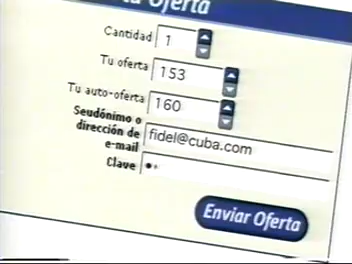 Tu Oferta
Cantidad 1
Tu oferta 153
Tu auto-oferta 160
Seudónimo o
dirección de
e-mail
fidel@cuba.com
Clave ••
Enviar Oferta